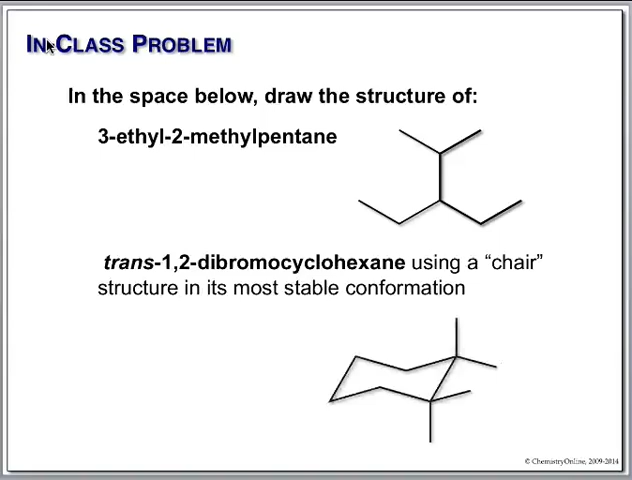 IN CLASS PROBLEM
In the space below, draw the structure of:
3-ethyl-2-methylpentane
trans-1,2-dibromocyclohexane using a “chair”
structure in its most stable conformation
© ChemistryOnline, 2009-2014